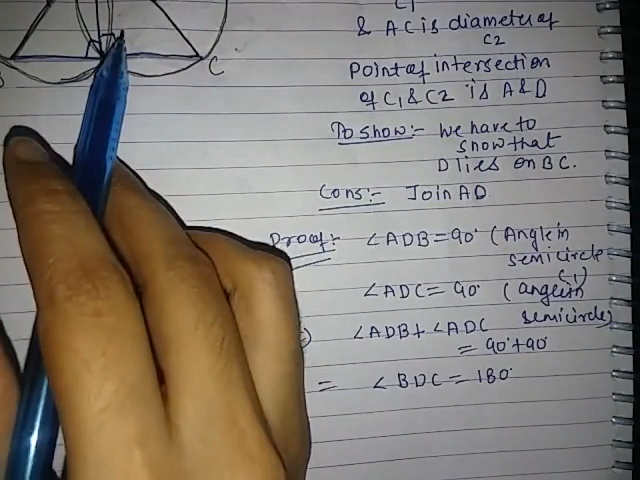 C1
& AC is diameter of
C2
Point of intersection
of C1 & C2 is A & D
To show:- We have to
show that
D lies on BC.
Cons:- Join AD
Proof:- ∠ADB=90° (Angle in
semicircle
C1)
∠ADC= 90° (angle in
semicircle)
∠ADB+∠ADC
= 90°+90°
= ∠BDC=180°
C